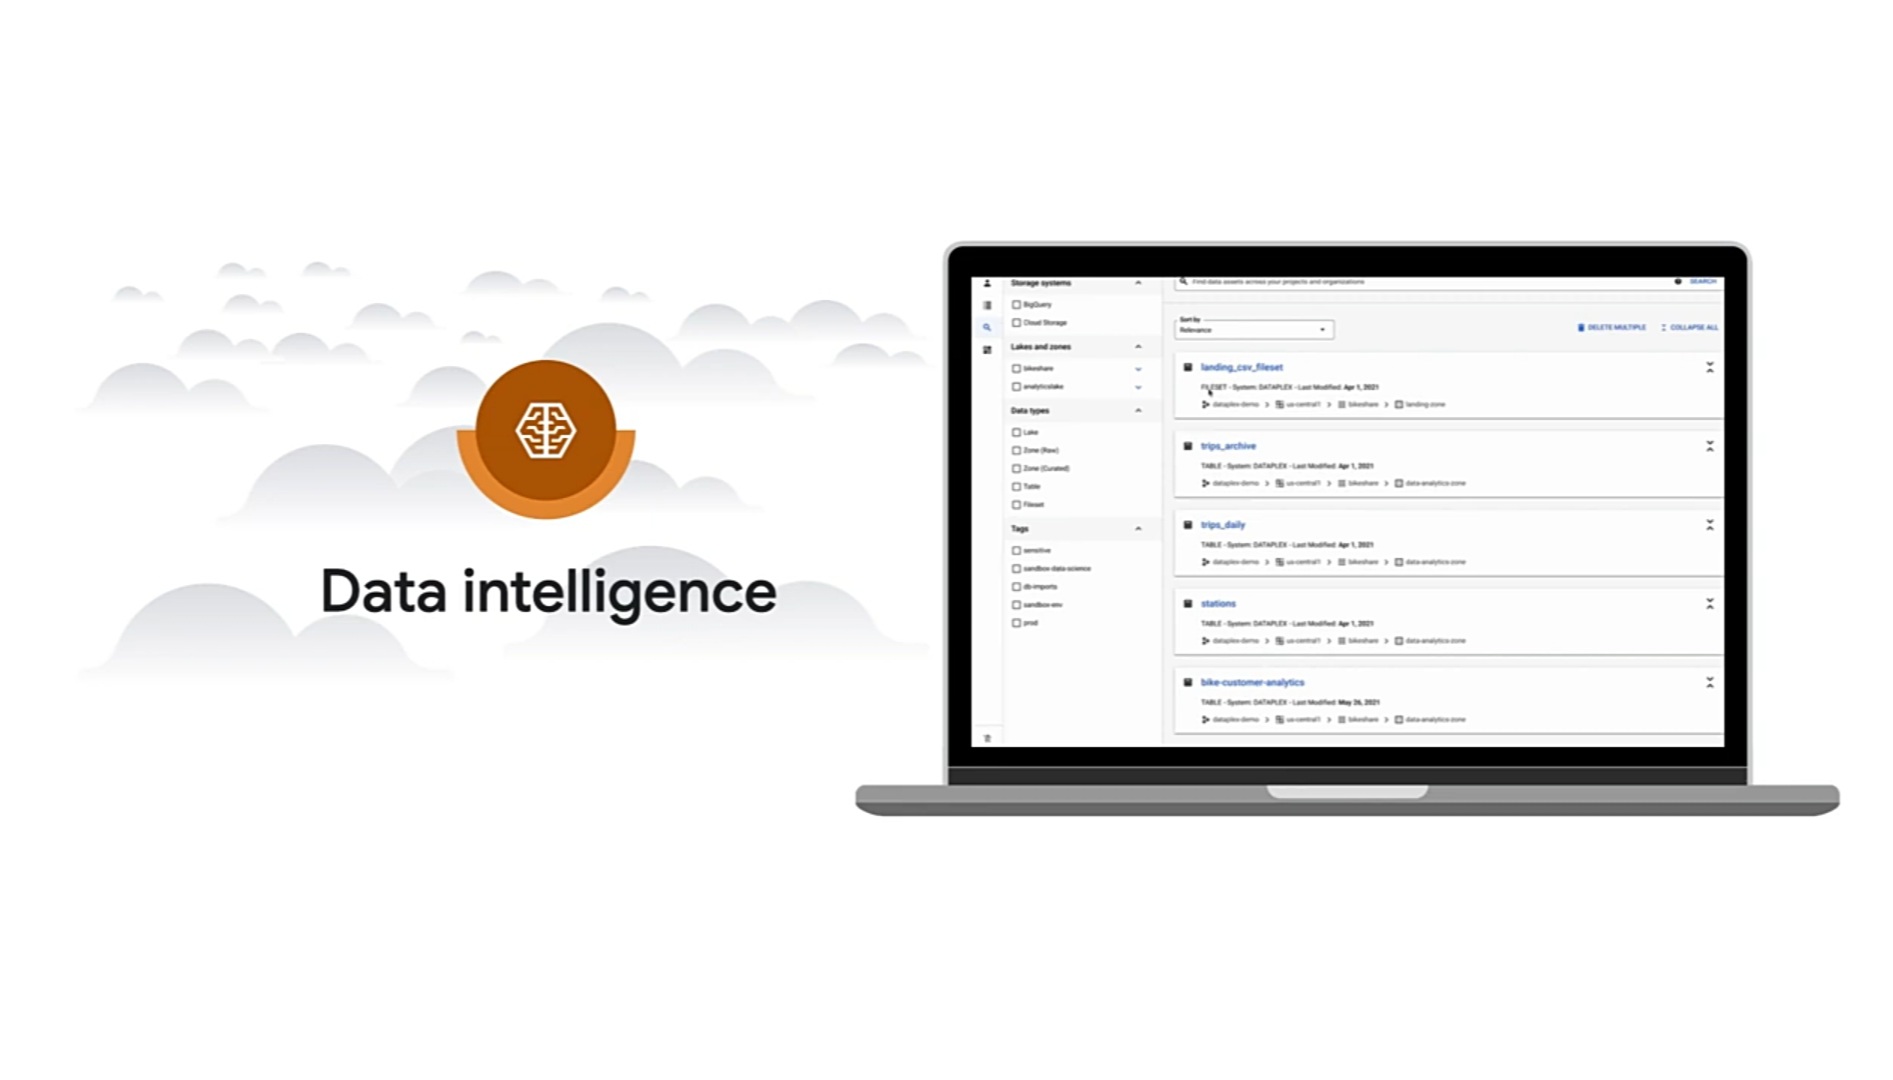 Data intelligence
Storage systems
BigQuery
Cloud Storage
Lakes and zones
bikeshare
analyticslake
Data types
Lake
Zone (Raw)
Zone (Curated)
Table
Fileset
Tags
sensitive
sandbox-data-science
db-imports
sandbox-env
prod
Find data assets across your projects and organizations
SEARCH
Sort by
Relevance
DELETE MULTIPLE
COLLAPSE ALL
landing_csv_fileset
FILESET - System: DATAPLEX - Last Modified: Apr 1, 2021
dataplex-demo > us-central1 > bikeshare > landing-zone
trips_archive
TABLE - System: DATAPLEX - Last Modified: Apr 1, 2021
dataplex-demo > us-central1 > bikeshare > data-analytics-zone
trips_daily
TABLE - System: DATAPLEX - Last Modified: Apr 1, 2021
dataplex-demo > us-central1 > bikeshare > data-analytics-zone
stations
TABLE - System: DATAPLEX - Last Modified: Apr 1, 2021
dataplex-demo > us-central1 > bikeshare > data-analytics-zone
bike-customer-analytics
TABLE - System: DATAPLEX - Last Modified: May 26, 2021
dataplex-demo > us-central1 > bikeshare > data-analytics-zone